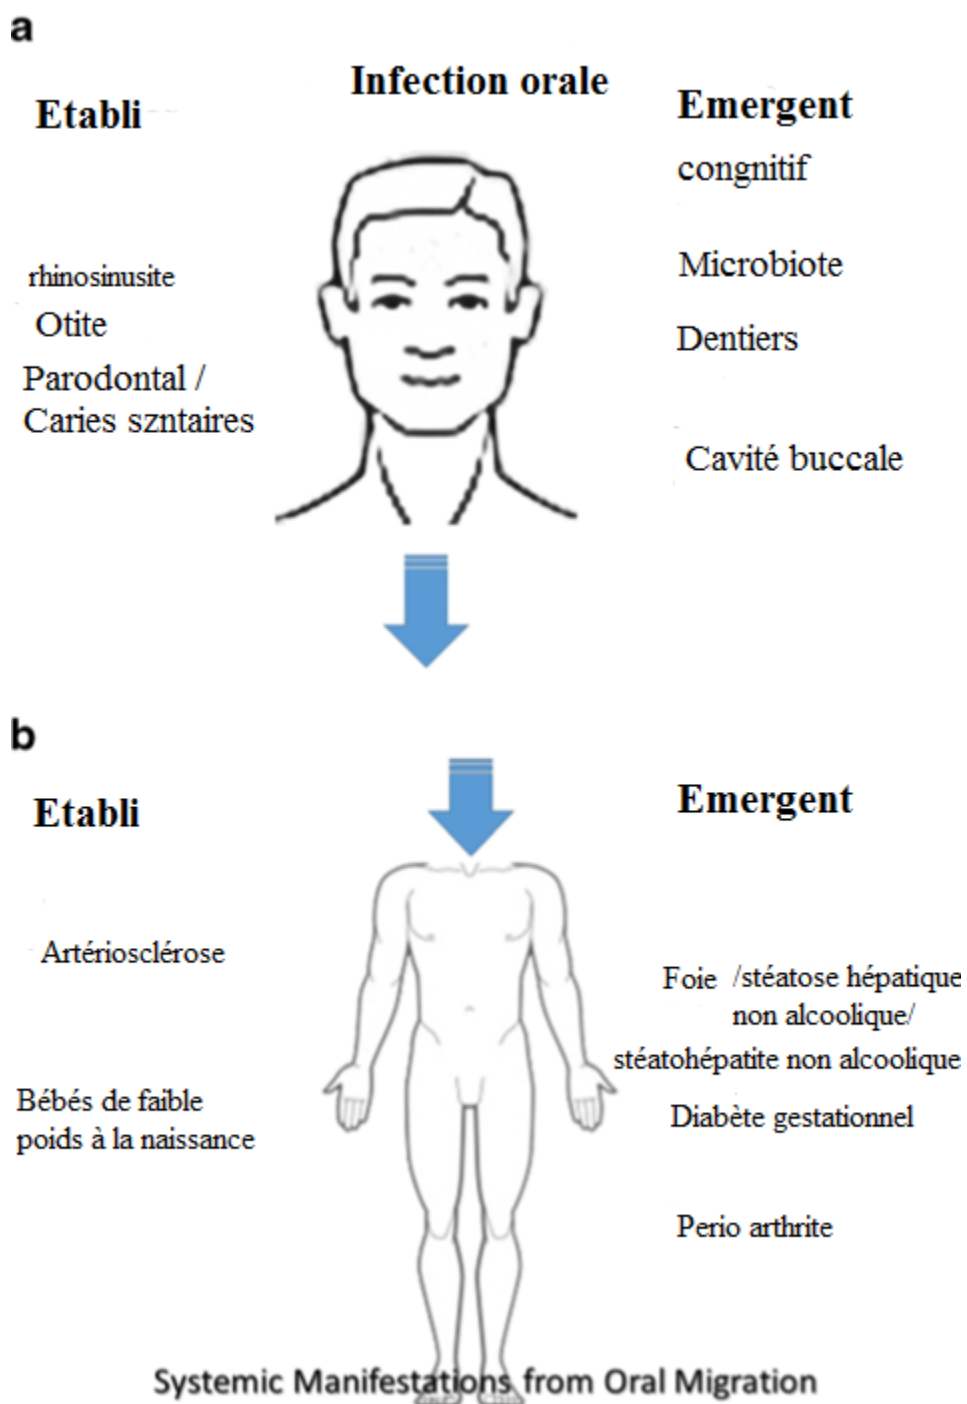 a
Infection orale
Etabli
Emergent
congnitif
rhinosinusite
Microbiote
Otite
Dentiers
Parodontal /
Caries szntaires
Cavité buccale
b
Etabli
Emergent
Artériosclérose
Foie /stéatose hépatique
non alcoolique/
stéatohépatite non alcoolique
Bébés de faible
poids à la naissance
Diabète gestationnel
Perio arthrite
Systemic Manifestations from Oral Migration